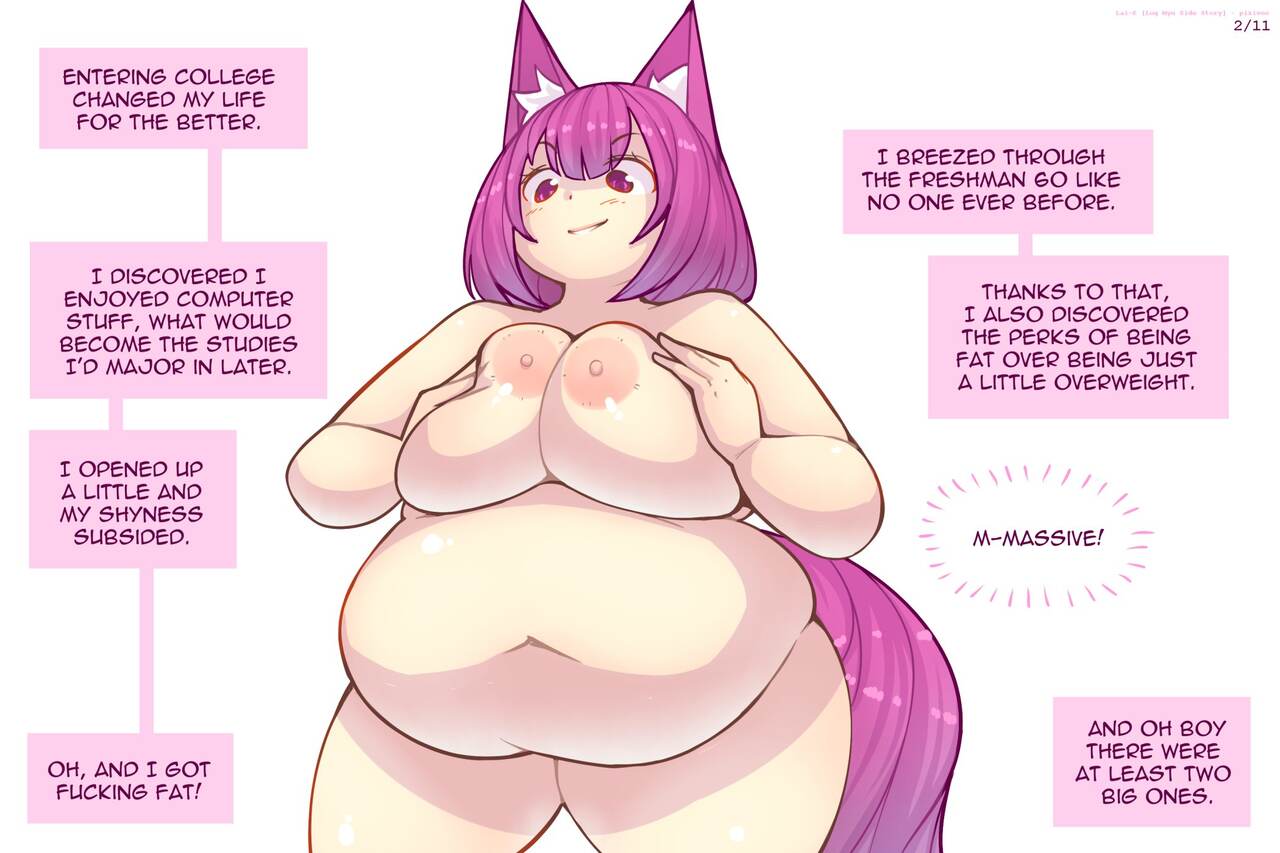 2/11
ENTERING COLLEGE
CHANGED MY LIFE
FOR THE BETTER.
I DISCOVERED I
ENJOYED COMPUTER
STUFF, WHAT WOULD
BECOME THE STUDIES
I'D MAJOR IN LATER.
I OPENED UP
A LITTLE AND
MY SHYNESS
SUBSIDED.
OH, AND I GOT
FUCKING FAT!
I BREEZED THROUGH
THE FRESHMAN GO LIKE
NO ONE EVER BEFORE.
THANKS TO THAT,
I ALSO DISCOVERED
THE PERKS OF BEING
FAT OVER BEING JUST
A LITTLE OVERWEIGHT.
M-MASSIVE!
AND OH BOY
THERE WERE
AT LEAST TWO
BIG ONES.